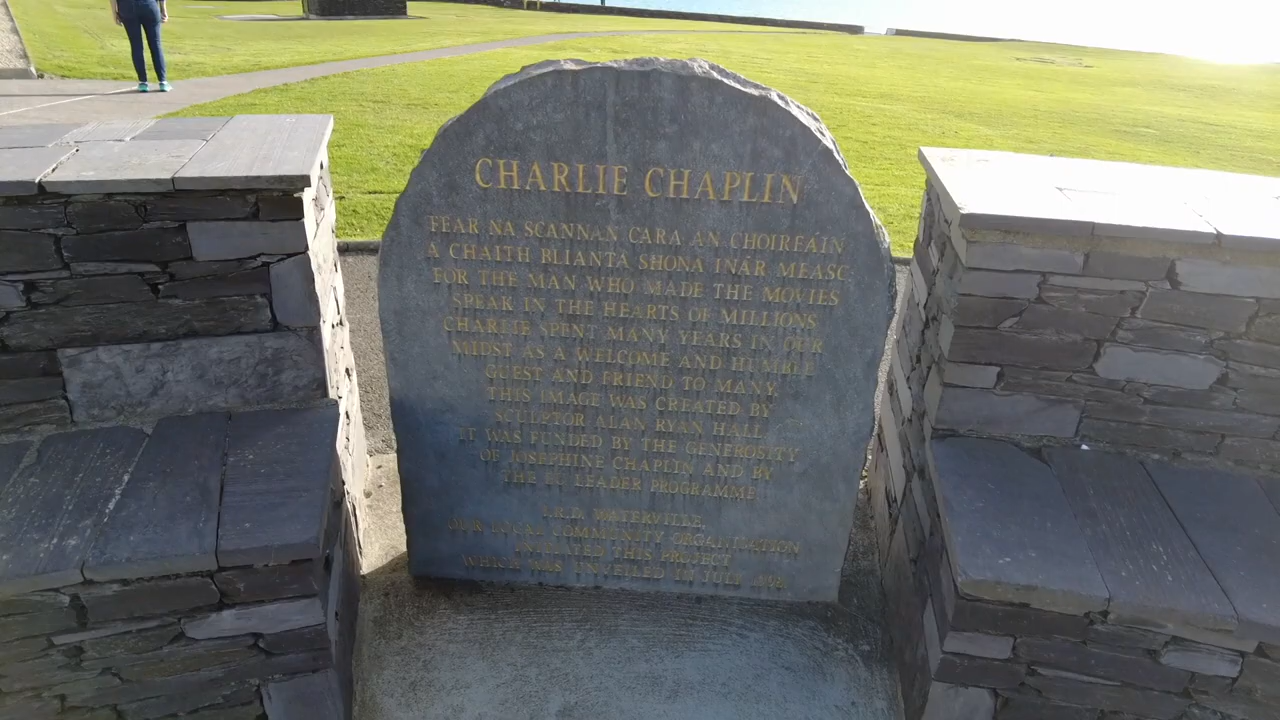 CHARLIE CHAPLIN
FEAR NA SCANNÁN CARA AN CHOIREÁIN
A CHAITH BLIANTA SHONA INÁR MEASC
FOR THE MAN WHO MADE THE MOVIES
SPEAK IN THE HEARTS OF MILLIONS
CHARLIE SPENT MANY YEARS IN OUR
MIDST AS A WELCOME AND HUMBLE
GUEST AND FRIEND TO MANY.
THIS IMAGE WAS CREATED BY
SCULPTOR ALAN RYAN HALL
IT WAS FUNDED BY THE GENEROSITY
OF JOSEPHINE CHAPLIN AND BY
THE EC LEADER PROGRAMME
I.R.D. WATERVILLE,
OUR LOCAL COMMUNITY ORGANISATION
INITIATED THIS PROJECT
WHICH WAS UNVEILED IN JULY 1998